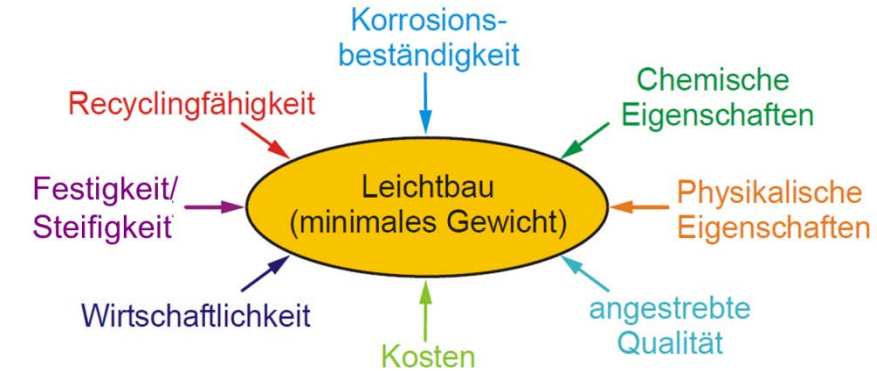 Korrosions-
beständigkeit
Chemische
Eigenschaften
Recyclingfähigkeit
Festigkeit/
Steifigkeit
Leichtbau
(minimales Gewicht)
Physikalische
Eigenschaften
Wirtschaftlichkeit
angestrebte
Qualität
Kosten